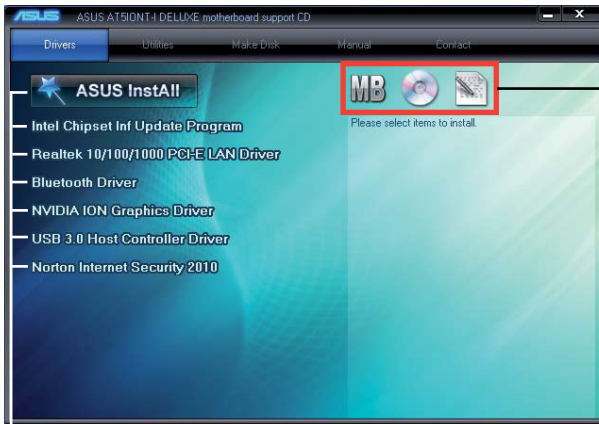 ASUS ASUS AT5IONT-I DELUXE motherboard support CD
Drivers Utilities Make Disk Manual Contact
ASUS InstAll
MB
Please select items to install.
Intel Chipset Inf Update Program
Realtek 10/100/1000 PCI-E LAN Driver
Bluetooth Driver
NVIDIA ION Graphics Driver
USB 3.0 Host Controller Driver
Norton Internet Security 2010